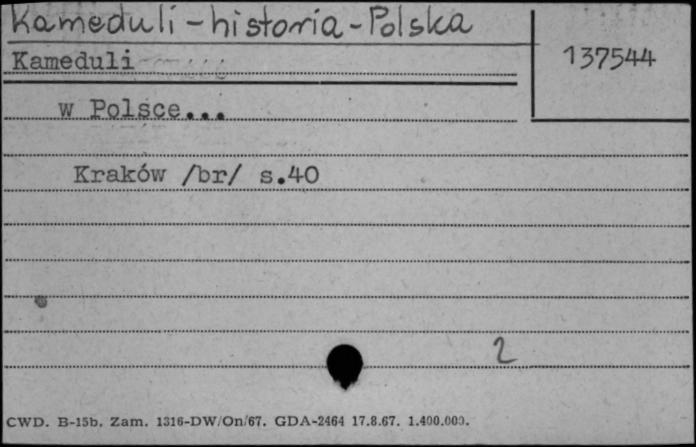 Kameduli - historia - Polska
137544
Kameduli
w Polsce...
Kraków /br/ s.40
2
CWD. B-15b. Zam. 1316-DW/On/67. GDA-2464 17.8.67. 1.400.000.